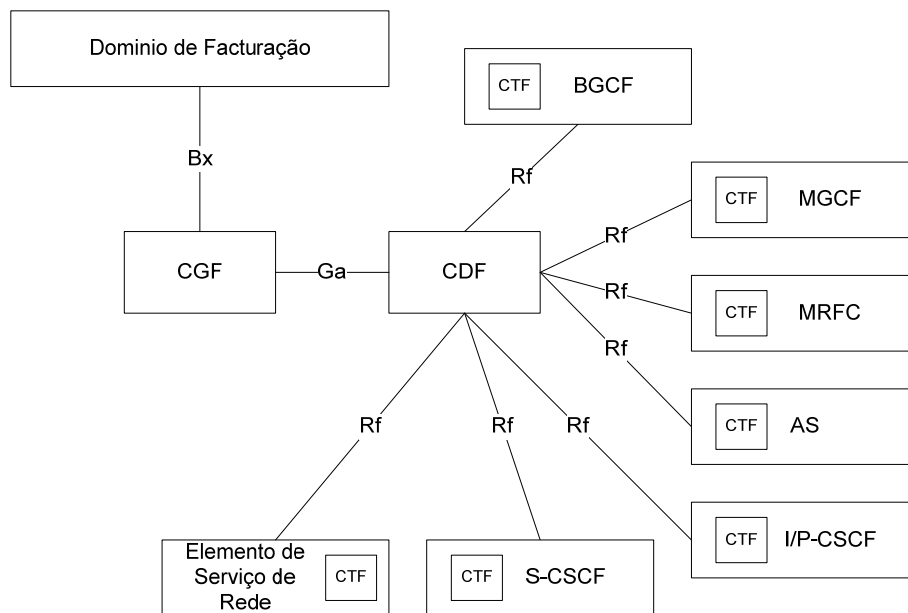 Dominio de Facturação
CTF
BGCF
Bx
Rf
CTF
MGCF
Rf
CGF
Ga
CDF
Rf
CTF
MRFC
Rf
CTF
AS
Rf
Rf
Rf
CTF
I/P-CSCF
Elemento de
Serviço de
Rede
CTF
CTF
S-CSCF